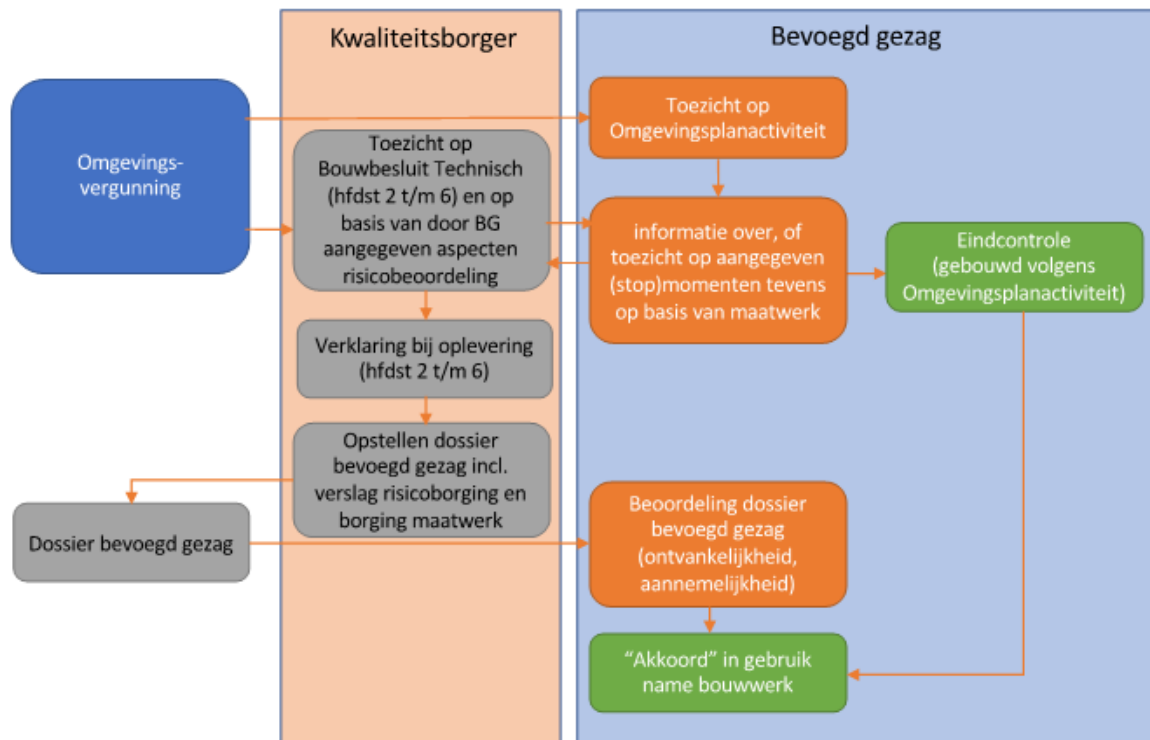 Kwaliteitsborger
Bevoegd gezag
Omgevings-
vergunning
Toezicht op
Omgevingsplanactiviteit
Toezicht op
Bouwbesluit Technisch
(hfdst 2 t/m 6) en op
basis van door BG
aangegeven aspecten
risicobeoordeling
informatie over, of
toezicht op aangegeven
(stop)momenten tevens
op basis van maatwerk
Eindcontrole
(gebouwd volgens
Omgevingsplanactiviteit)
Verklaring bij oplevering
(hfdst 2 t/m 6)
Opstellen dossier
bevoegd gezag incl.
verslag risicoborging en
borging maatwerk
Dossier bevoegd gezag
Beoordeling dossier
bevoegd gezag
(ontvankelijkheid,
aannemelijkheid)
“Akkoord” in gebruik
name bouwwerk